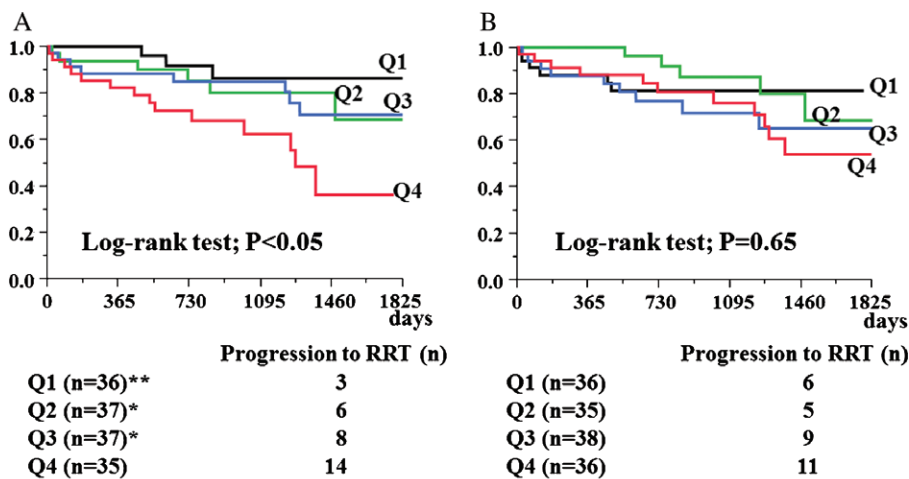 A
1.0
0.8
0.6
0.4
0.2
0.0
Q1
Q2
Q3
Q4
Log-rank test; P<0.05
0 365 730 1095 1460 1825
days
Progression to RRT (n)
Q1 (n=36)** 3
Q2 (n=37)* 6
Q3 (n=37)* 8
Q4 (n=35) 14
B
1.0
0.8
0.6
0.4
0.2
0.0
Q1
Q2
Q3
Q4
Log-rank test; P=0.65
0 365 730 1095 1460 1825
days
Progression to RRT (n)
Q1 (n=36) 6
Q2 (n=35) 5
Q3 (n=38) 9
Q4 (n=36) 11